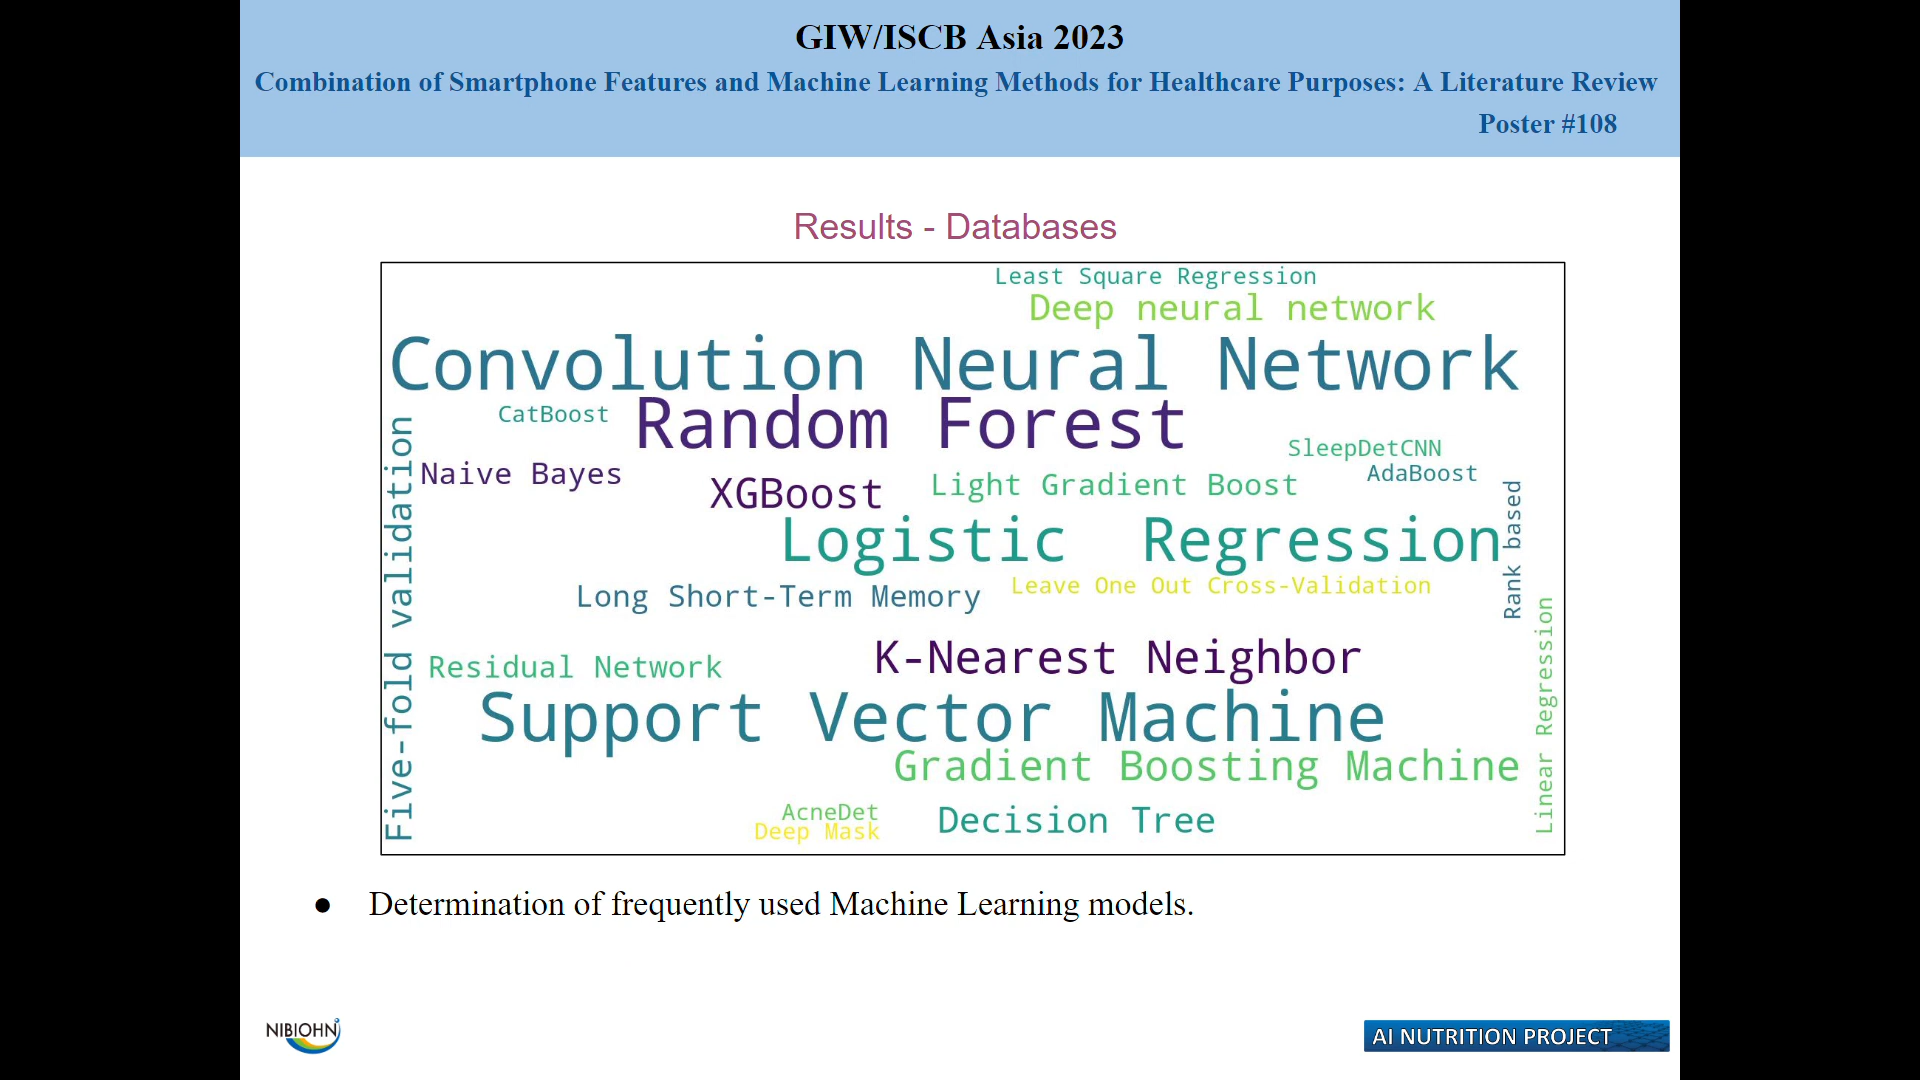 GIW/ISCB Asia 2023
Combination of Smartphone Features and Machine Learning Methods for Healthcare Purposes: A Literature Review
Poster #108
Results - Databases
Least Square Regression
Deep neural network
Convolution Neural Network
CatBoost
Random Forest
SleepDetCNN
Naive Bayes
AdaBoost
XGBoost
Light Gradient Boost
Rank based
Five-fold validation
Logistic Regression
Long Short-Term Memory
Leave One Out Cross-Validation
K-Nearest Neighbor
Residual Network
Linear Regression
Support Vector Machine
Gradient Boosting Machine
AcneDet
Decision Tree
Deep Mask
● Determination of frequently used Machine Learning models.
NIBIOHN
AI NUTRITION PROJECT